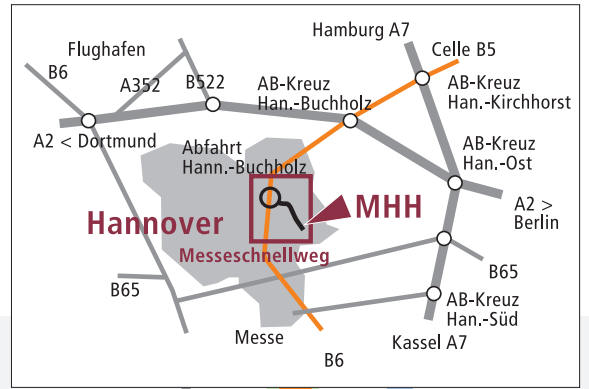 Hamburg A7
Flughafen
Celle B5
B6
A352
B522
AB-Kreuz
Han.-Buchholz
AB-Kreuz
Han.-Kirchhorst
A2 < Dortmund
Abfahrt
Hann.-Buchholz
AB-Kreuz
Han.-Ost
Hannover
MHH
A2 >
Berlin
Messeschnellweg
B65
B65
AB-Kreuz
Han.-Süd
Messe
Kassel A7
B6